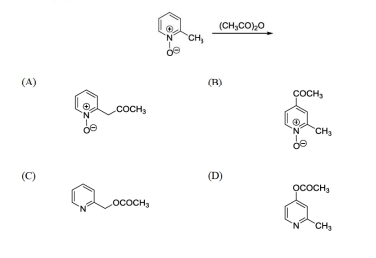 (CH₃CO)₂O
N⊕ CH₃
O⊖
(A)
(B)
COCH₃
COCH₃
N⊕
O⊖
N⊕ CH₃
O⊖
(C)
(D)
OCOCH₃
OCOCH₃
N
N CH₃